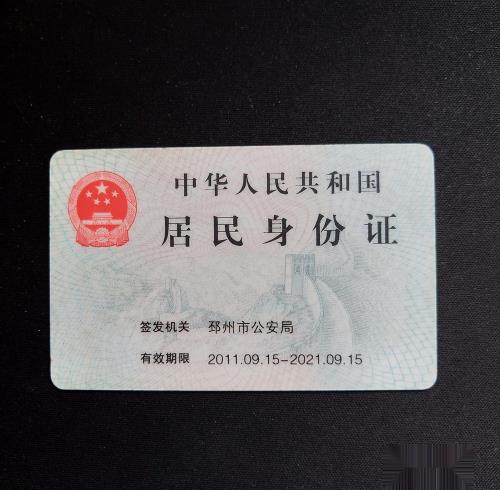 中华人民共和国
居民身份证
签发机关 邳州市公安局
有效期限 2011.09.15-2021.09.15